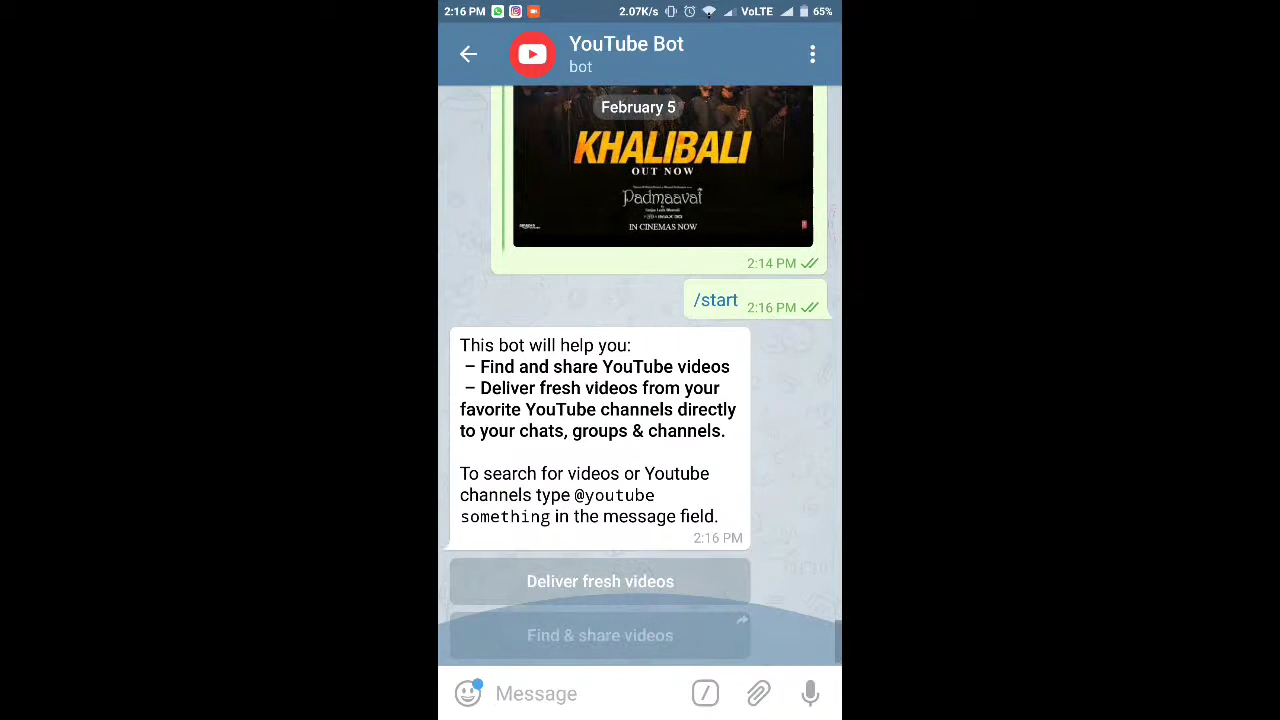 2:16 PM 2.07K/s VoLTE 65%
YouTube Bot
bot
February 5
KHALIBALI
OUT NOW
Padmaavat
IN CINEMAS NOW
2:14 PM
/start 2:16 PM
This bot will help you:
– Find and share YouTube videos
– Deliver fresh videos from your
favorite YouTube channels directly
to your chats, groups & channels.
To search for videos or Youtube
channels type @youtube
something in the message field.
2:16 PM
Deliver fresh videos
Find & share videos
Message